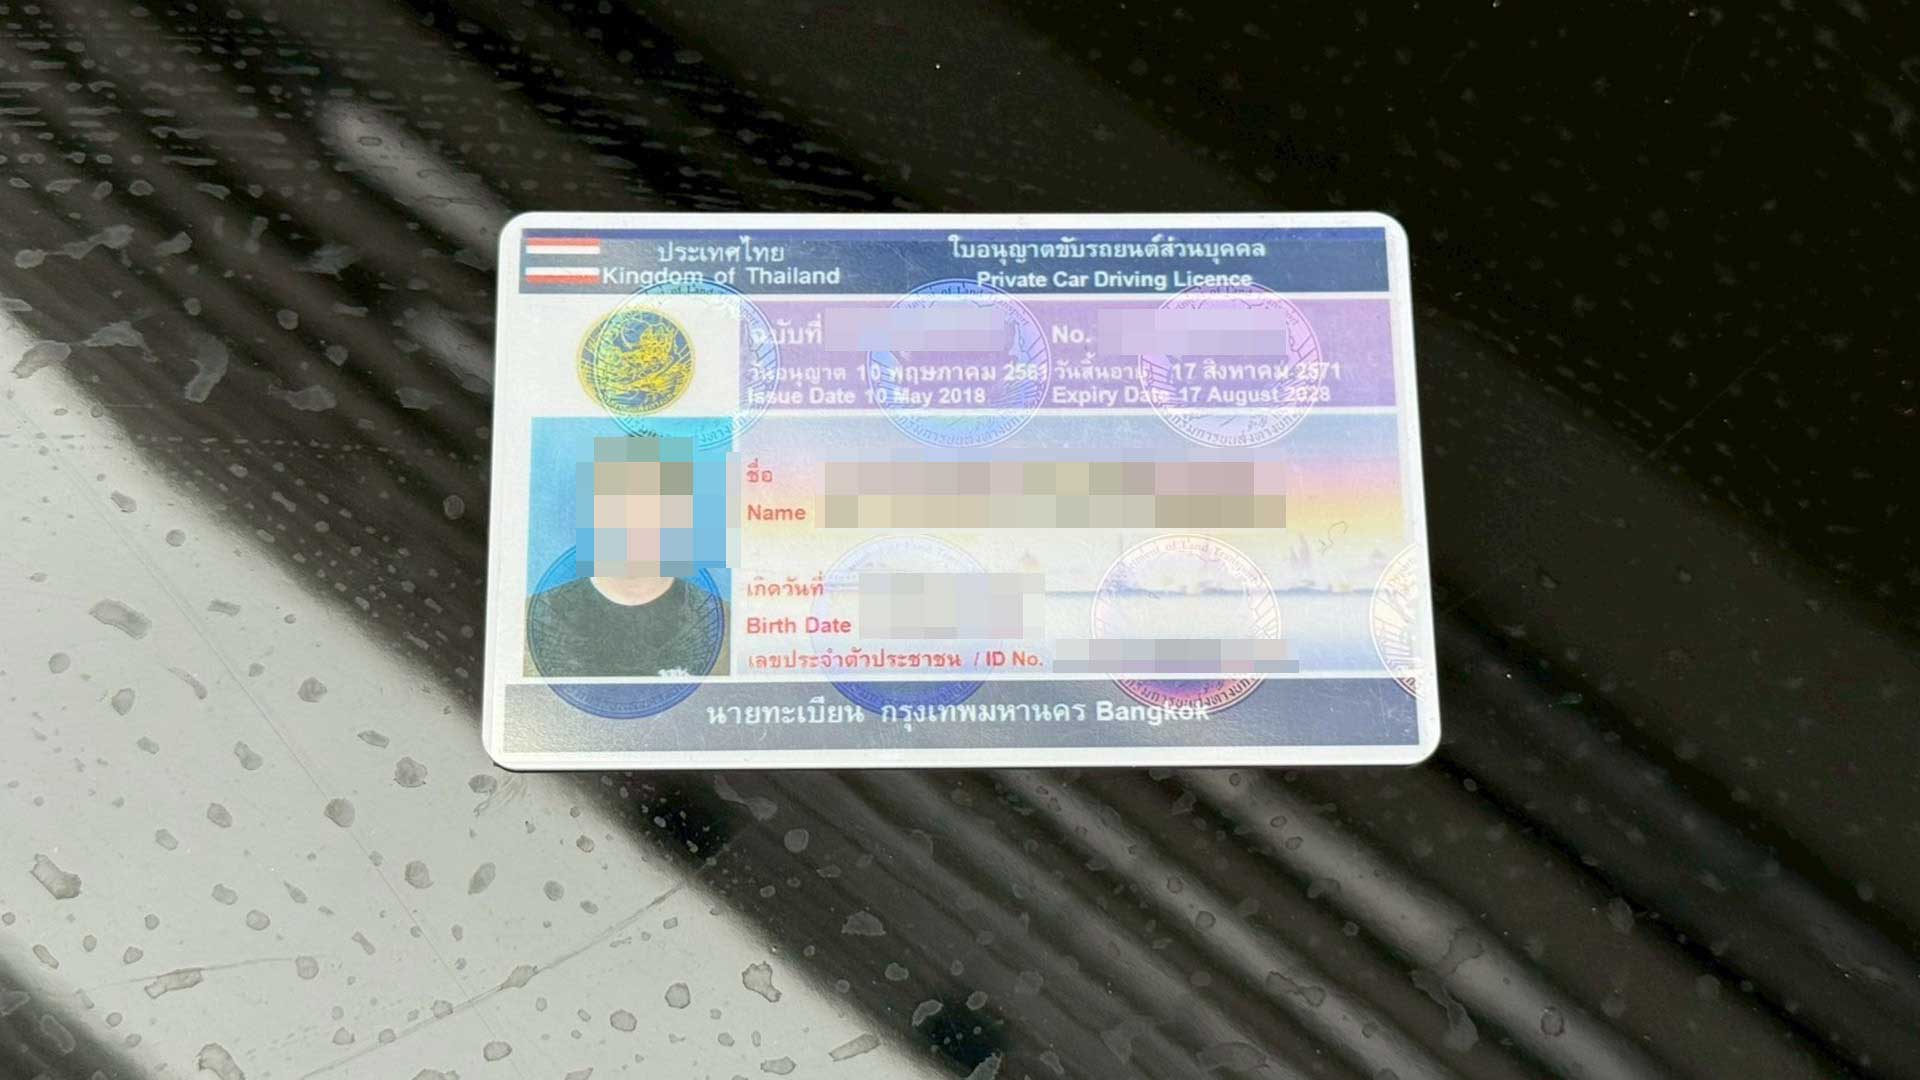 ประเทศไทย
Kingdom of Thailand
ใบอนุญาตขับรถยนต์ส่วนบุคคล
Private Car Driving Licence
ฉบับที่ No.
วันอนุญาต 10 พฤษภาคม 2561 วันสิ้นอายุ 17 สิงหาคม 2571
Issue Date 10 May 2018 Expiry Date 17 August 2028
ชื่อ
Name
เกิดวันที่
Birth Date
เลขประจำตัวประชาชน / ID No.
นายทะเบียน กรุงเทพมหานคร Bangkok